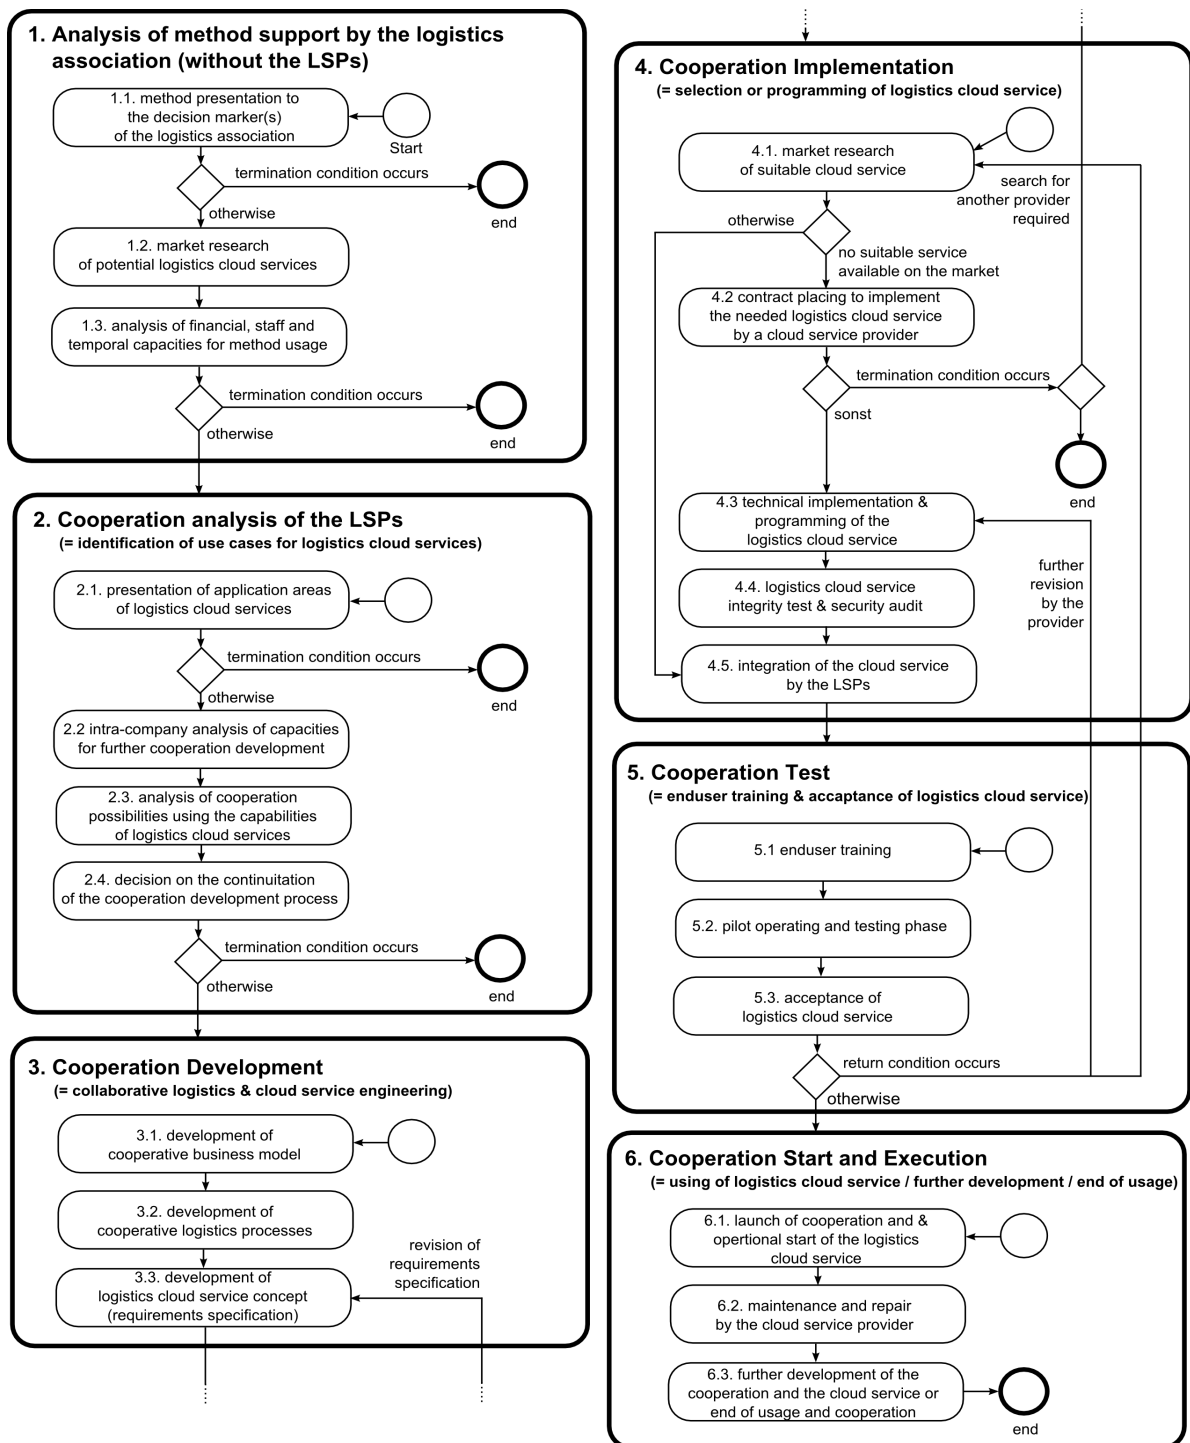 1. Analysis of method support by the logistics
association (without the LSPs)
1.1. method presentation to
the decision marker(s)
of the logistics association
Start
termination condition occurs
end
otherwise
1.2. market research
of potential logistics cloud services
1.3. analysis of financial, staff and
temporal capacities for method usage
termination condition occurs
end
otherwise
2. Cooperation analysis of the LSPs
(= identification of use cases for logistics cloud services)
2.1. presentation of application areas
of logistics cloud services
termination condition occurs
end
otherwise
2.2 intra-company analysis of capacities
for further cooperation development
2.3. analysis of cooperation
possibilities using the capabilities
of logistics cloud services
2.4. decision on the continuitation
of the cooperation development process
termination condition occurs
end
otherwise
3. Cooperation Development
(= collaborative logistics & cloud service engineering)
3.1. development of
cooperative business model
3.2. development of
cooperative logistics processes
revision of
requirements
specification
3.3. development of
logistics cloud service concept
(requirements specification)
4. Cooperation Implementation
(= selection or programming of logistics cloud service)
4.1. market research
of suitable cloud service
search for
another provider
required
otherwise
no suitable service
available on the market
4.2 contract placing to implement
the needed logistics cloud service
by a cloud service provider
termination condition occurs
sonst
end
4.3 technical implementation &
programming of the
logistics cloud service
further
revision
by the
provider
4.4. logistics cloud service
integrity test & security audit
4.5. integration of the cloud service
by the LSPs
5. Cooperation Test
(= enduser training & accaptance of logistics cloud service)
5.1 enduser training
5.2. pilot operating and testing phase
5.3. acceptance of
logistics cloud service
return condition occurs
otherwise
6. Cooperation Start and Execution
(= using of logistics cloud service / further development / end of usage)
6.1. launch of cooperation and &
opertional start of the logistics
cloud service
6.2. maintenance and repair
by the cloud service provider
6.3. further development of the
cooperation and the cloud service or
end of usage and cooperation
end